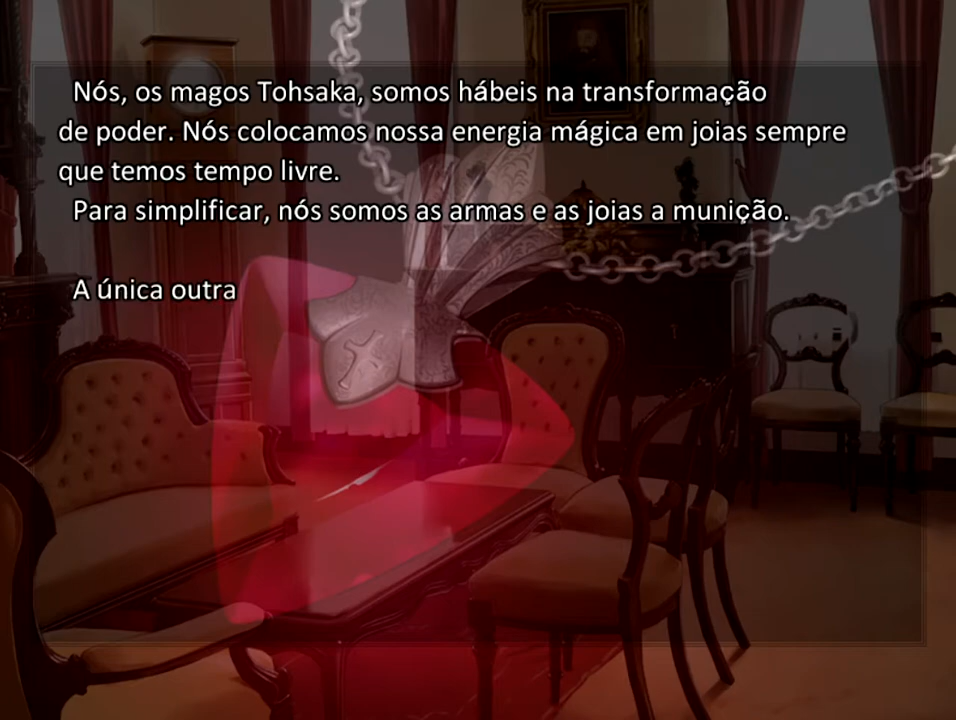 Nós, os magos Tohsaka, somos hábeis na transformação
de poder. Nós colocamos nossa energia mágica em joias sempre
que temos tempo livre.
Para simplificar, nós somos as armas e as joias a munição.
A única outra